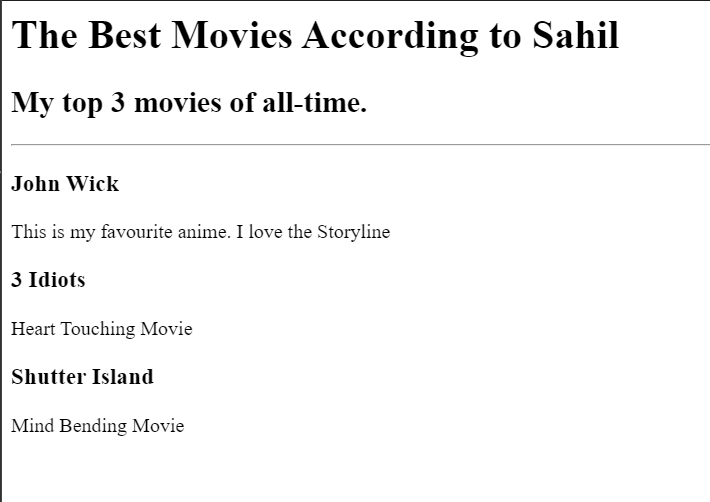 The Best Movies According to Sahil
My top 3 movies of all-time.
John Wick
This is my favourite anime. I love the Storyline
3 Idiots
Heart Touching Movie
Shutter Island
Mind Bending Movie